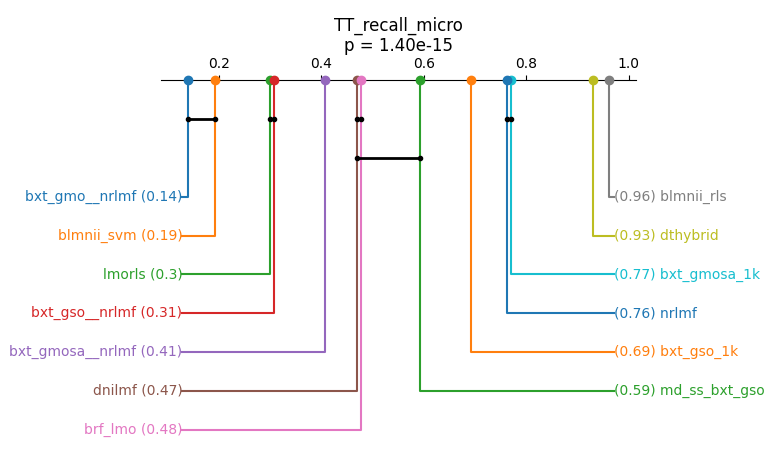 TT_recall_micro
p = 1.40e-15
0.2 0.4 0.6 0.8 1.0
bxt_gmo__nrlmf (0.14) (0.96) blmnii_rls
blmnii_svm (0.19) (0.93) dthybrid
lmorls (0.3) (0.77) bxt_gmosa_1k
bxt_gso__nrlmf (0.31) (0.76) nrlmf
bxt_gmosa__nrlmf (0.41) (0.69) bxt_gso_1k
dnilmf (0.47) (0.59) md_ss_bxt_gso
brf_lmo (0.48)